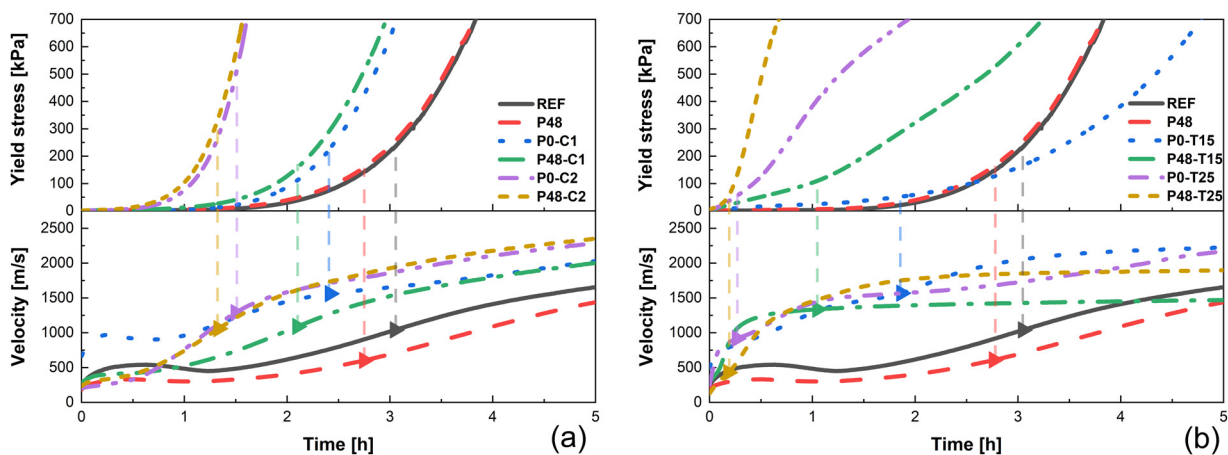 Yield stress [kPa]
700
600
500
400
300
200
100
0
REF
P48
P0-C1
P48-C1
P0-C2
P48-C2
Velocity [m/s]
2500
2000
1500
1000
500
0
0 1 2 3 4 5
Time [h]
(a)
Yield stress [kPa]
700
600
500
400
300
200
100
0
REF
P48
P0-T15
P48-T15
P0-T25
P48-T25
Velocity [m/s]
2500
2000
1500
1000
500
0
0 1 2 3 4 5
Time [h]
(b)